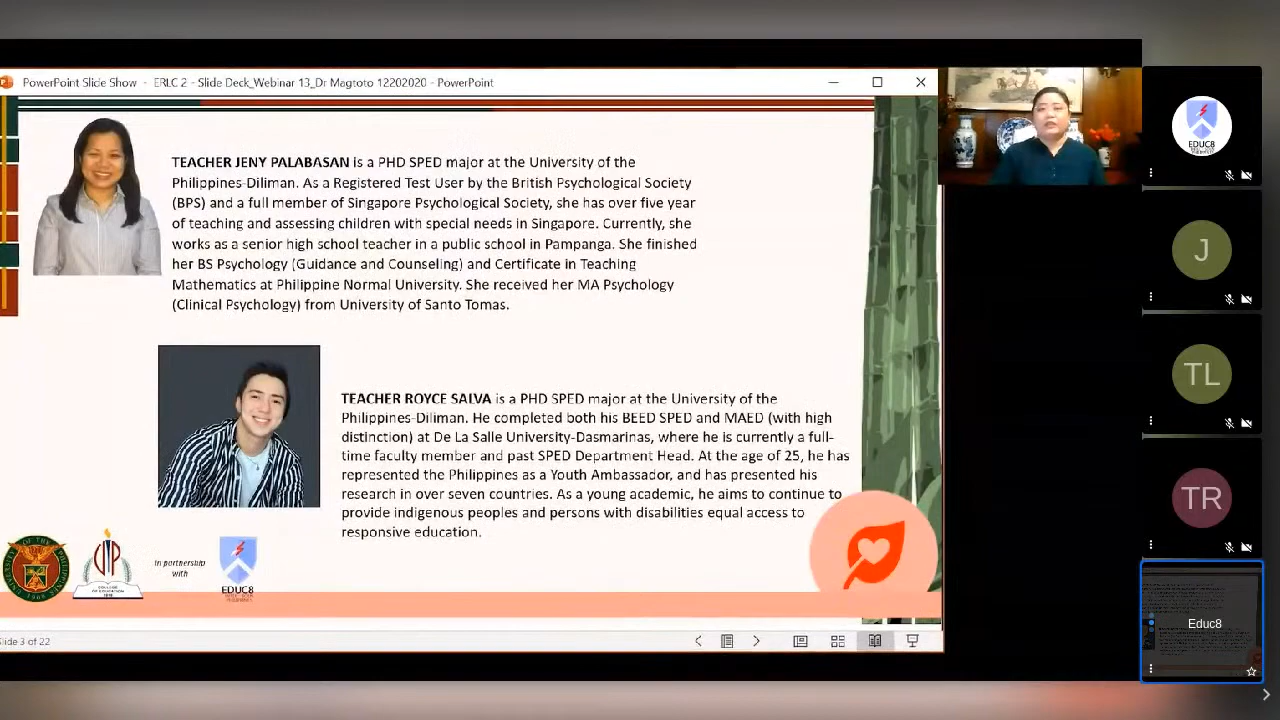 PowerPoint Slide Show - ERLC 2 - Slide Deck_Webinar 13_Dr Magtoto 12202020 - PowerPoint
TEACHER JENY PALABASAN is a PHD SPED major at the University of the
Philippines-Diliman. As a Registered Test User by the British Psychological Society
(BPS) and a full member of Singapore Psychological Society, she has over five year
of teaching and assessing children with special needs in Singapore. Currently, she
works as a senior high school teacher in a public school in Pampanga. She finished
her BS Psychology (Guidance and Counseling) and Certificate in Teaching
Mathematics at Philippine Normal University. She received her MA Psychology
(Clinical Psychology) from University of Santo Tomas.
TEACHER ROYCE SALVA is a PHD SPED major at the University of the
Philippines-Diliman. He completed both his BEED SPED and MAED (with high
distinction) at De La Salle University-Dasmarinas, where he is currently a full-
time faculty member and past SPED Department Head. At the age of 25, he has
represented the Philippines as a Youth Ambassador, and has presented his
research in over seven countries. As a young academic, he aims to continue to
provide indigenous peoples and persons with disabilities equal access to
responsive education.
in partnership
with
EDUC8
Slide 3 of 22
EDUC8
J
TL
TR
Educ8